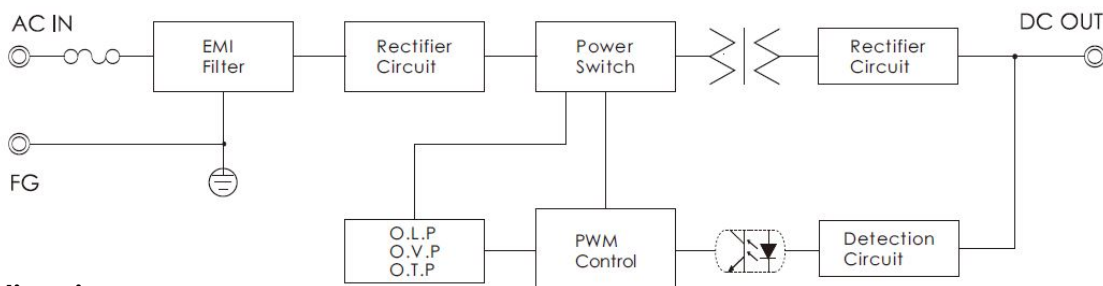 AC IN
DC OUT
EMI
Filter
Rectifier
Circuit
Power
Switch
Rectifier
Circuit
FG
O.L.P
O.V.P
O.T.P
PWM
Control
Detection
Circuit